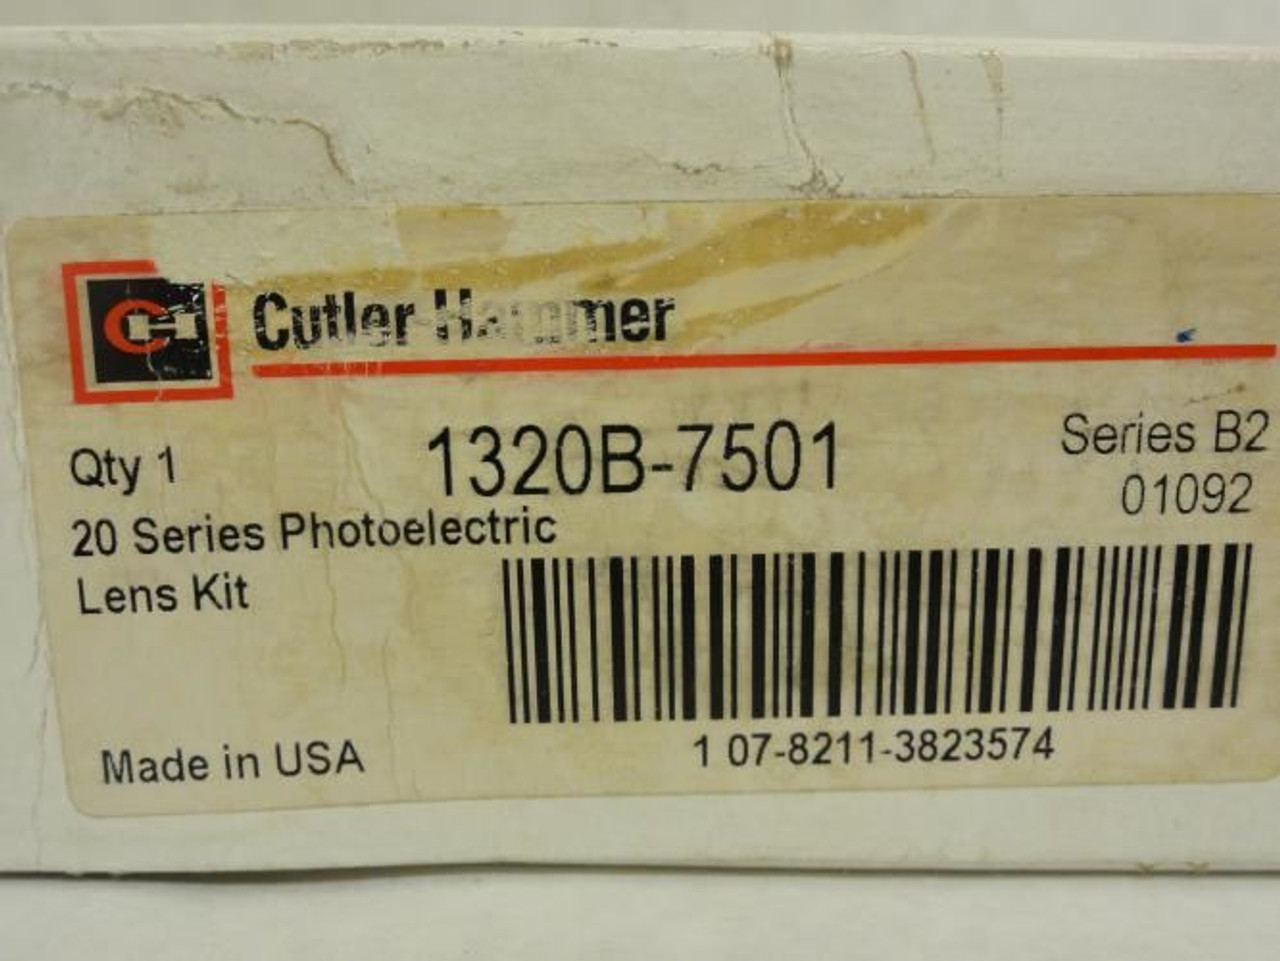 CH Cutler-Hammer
Qty 1 1320B-7501 Series B2
01092
20 Series Photoelectric
Lens Kit
1 07-8211-3823574
Made in USA